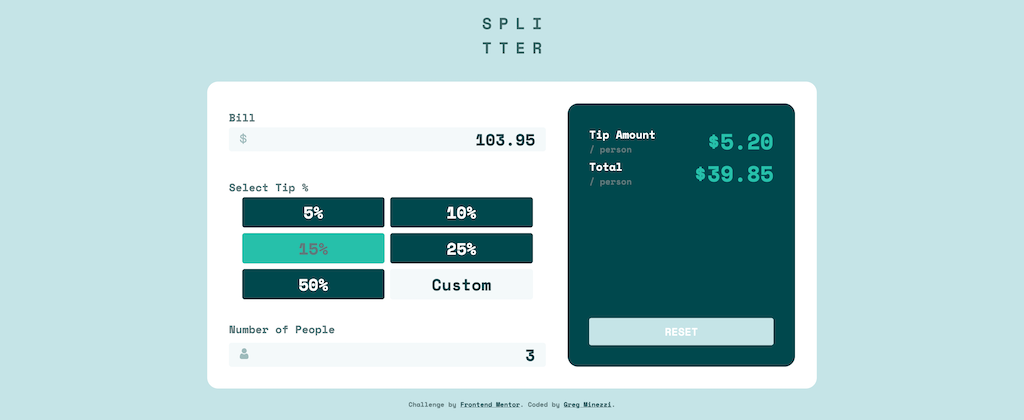 SPLI
TTER
Bill
$
103.95
Select Tip %
5%
10%
15%
25%
50%
Custom
Number of People
3
Tip Amount
/ person
$5.20
Total
/ person
$39.85
RESET
Challenge by Frontend Mentor. Coded by Greg Minezzi.